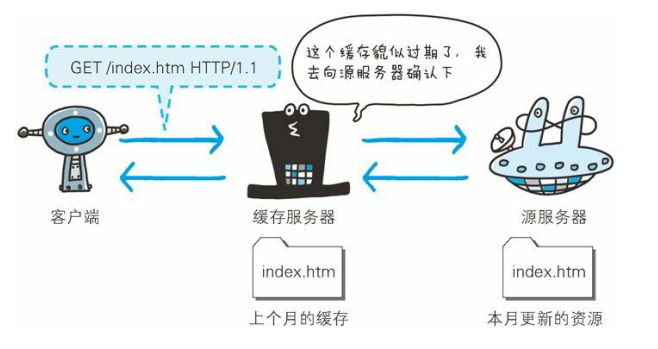 GET /index.htm HTTP/1.1
这个缓存貌似过期了，我
去向源服务器确认下
客户端
缓存服务器
源服务器
index.htm
index.htm
上个月的缓存
本月更新的资源